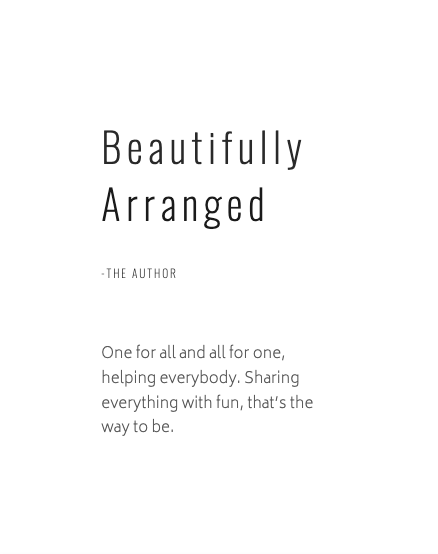 Beautifully
Arranged
-THE AUTHOR
One for all and all for one,
helping everybody. Sharing
everything with fun, that's the
way to be.